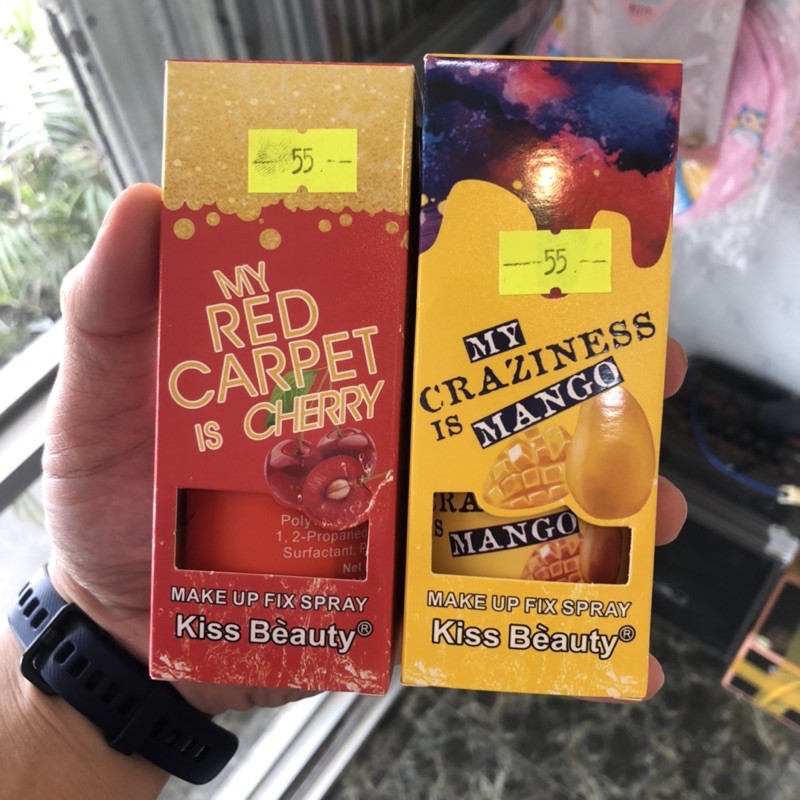 55
MY
RED
CARPET
IS CHERRY
1, 2-Propaned
Surfactant. P
Net
MAKE UP FIX SPRAY
Kiss Bèauty®
55
MY
CRAZINESS
IS MANGO
MANGO
MAKE UP FIX SPRAY
Kiss Bèauty®